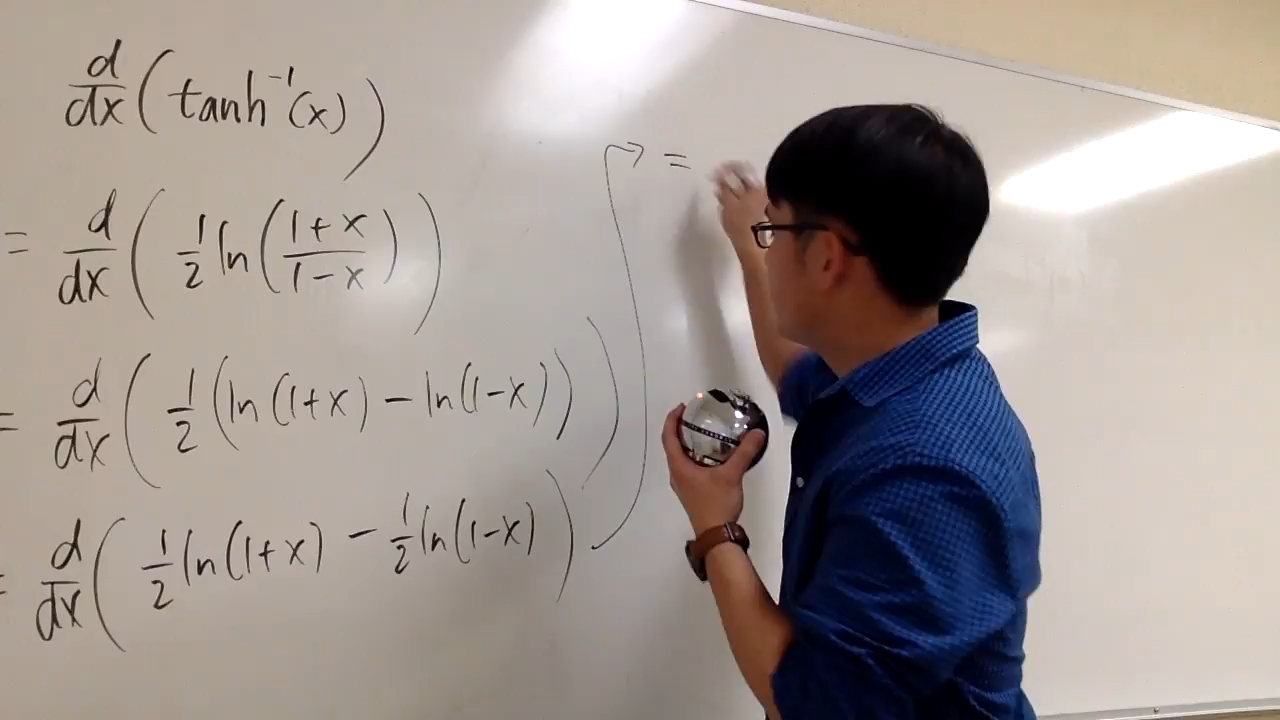 d/dx (tanh⁻¹(x))
= d/dx (1/2 ln((1+x)/(1-x)))
= d/dx (1/2 (ln(1+x) - ln(1-x)))
= d/dx (1/2 ln(1+x) - 1/2 ln(1-x))
=